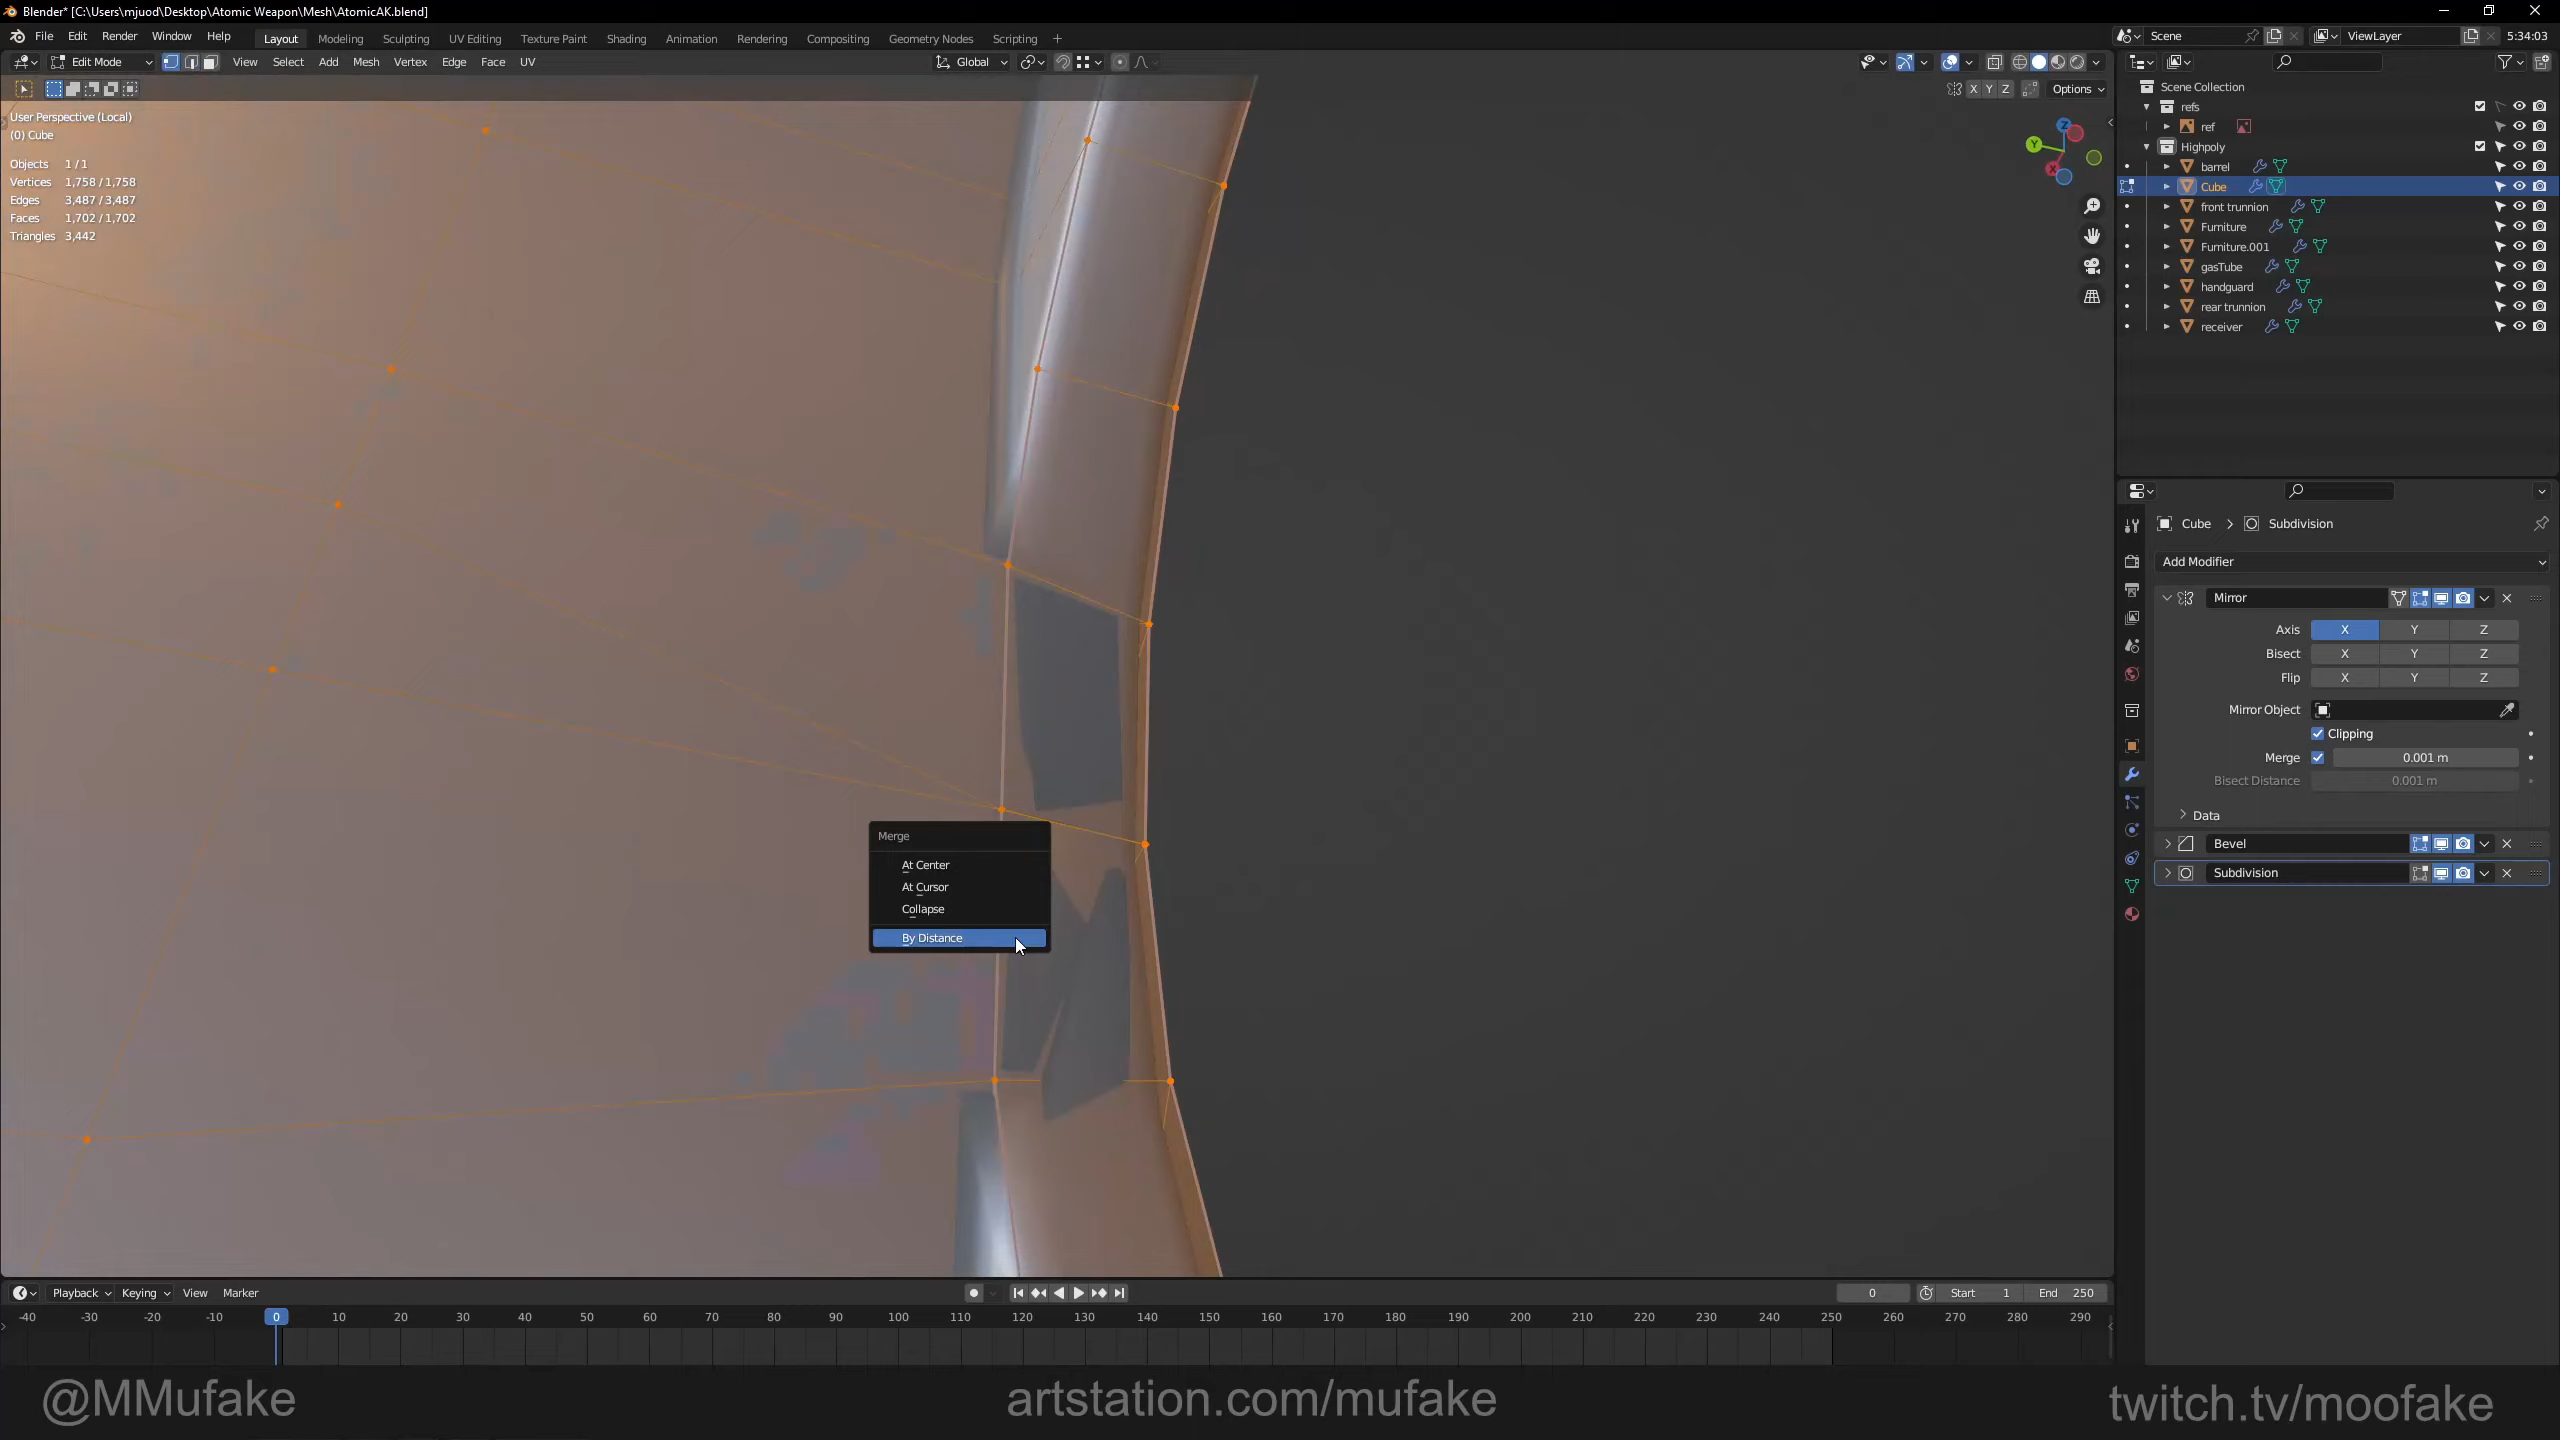 Blender* [C:\Users\mjuod\Desktop\Atomic Weapon\Mesh\AtomicAK.blend]
File Edit Render Window Help
Layout Modeling Sculpting UV Editing Texture Paint Shading Animation Rendering Compositing Geometry Nodes Scripting +
Scene ViewLayer 5:34:03
Edit Mode View Select Add Mesh Vertex Edge Face UV
Global
X Y Z Options
User Perspective (Local)
(0) Cube
Objects 1 / 1
Vertices 1,758 / 1,758
Edges 3,487 / 3,487
Faces 1,702 / 1,702
Triangles 3,442
Z
Y
X
Merge
At Center
At Cursor
Collapse
By Distance
Scene Collection
refs
ref
Highpoly
barrel
Cube
front trunnion
Furniture
Furniture.001
gasTube
handguard
rear trunnion
receiver
Cube > Subdivision
Add Modifier
Mirror
Axis X Y Z
Bisect X Y Z
Flip X Y Z
Mirror Object
Clipping
Merge 0.001 m
Bisect Distance 0.001 m
Data
Bevel
Subdivision
Playback Keying View Marker
0 Start 1 End 250
-40 -30 -20 -10 0 10 20 30 40 50 60 70 80 90 100 110 120 130 140 150 160 170 180 190 200 210 220 230 240 250 260 270 280 290
@MMufake artstation.com/mufake twitch.tv/moofake